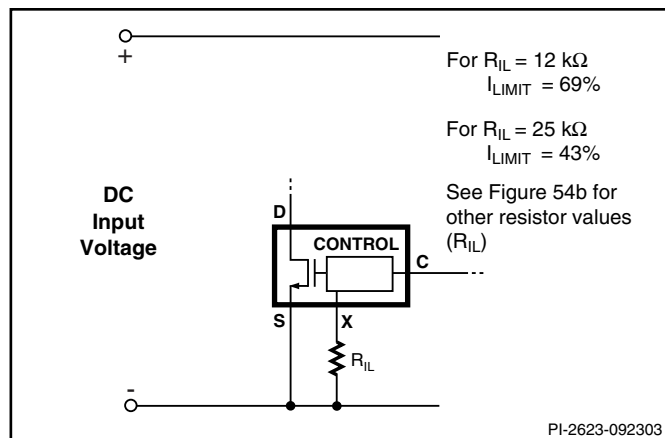 +
For R_IL = 12 kΩ
I_LIMIT = 69%
For R_IL = 25 kΩ
I_LIMIT = 43%
See Figure 54b for
other resistor values
(R_IL)
DC
Input
Voltage
D
CONTROL
C
S
X
R_IL
-
PI-2623-092303